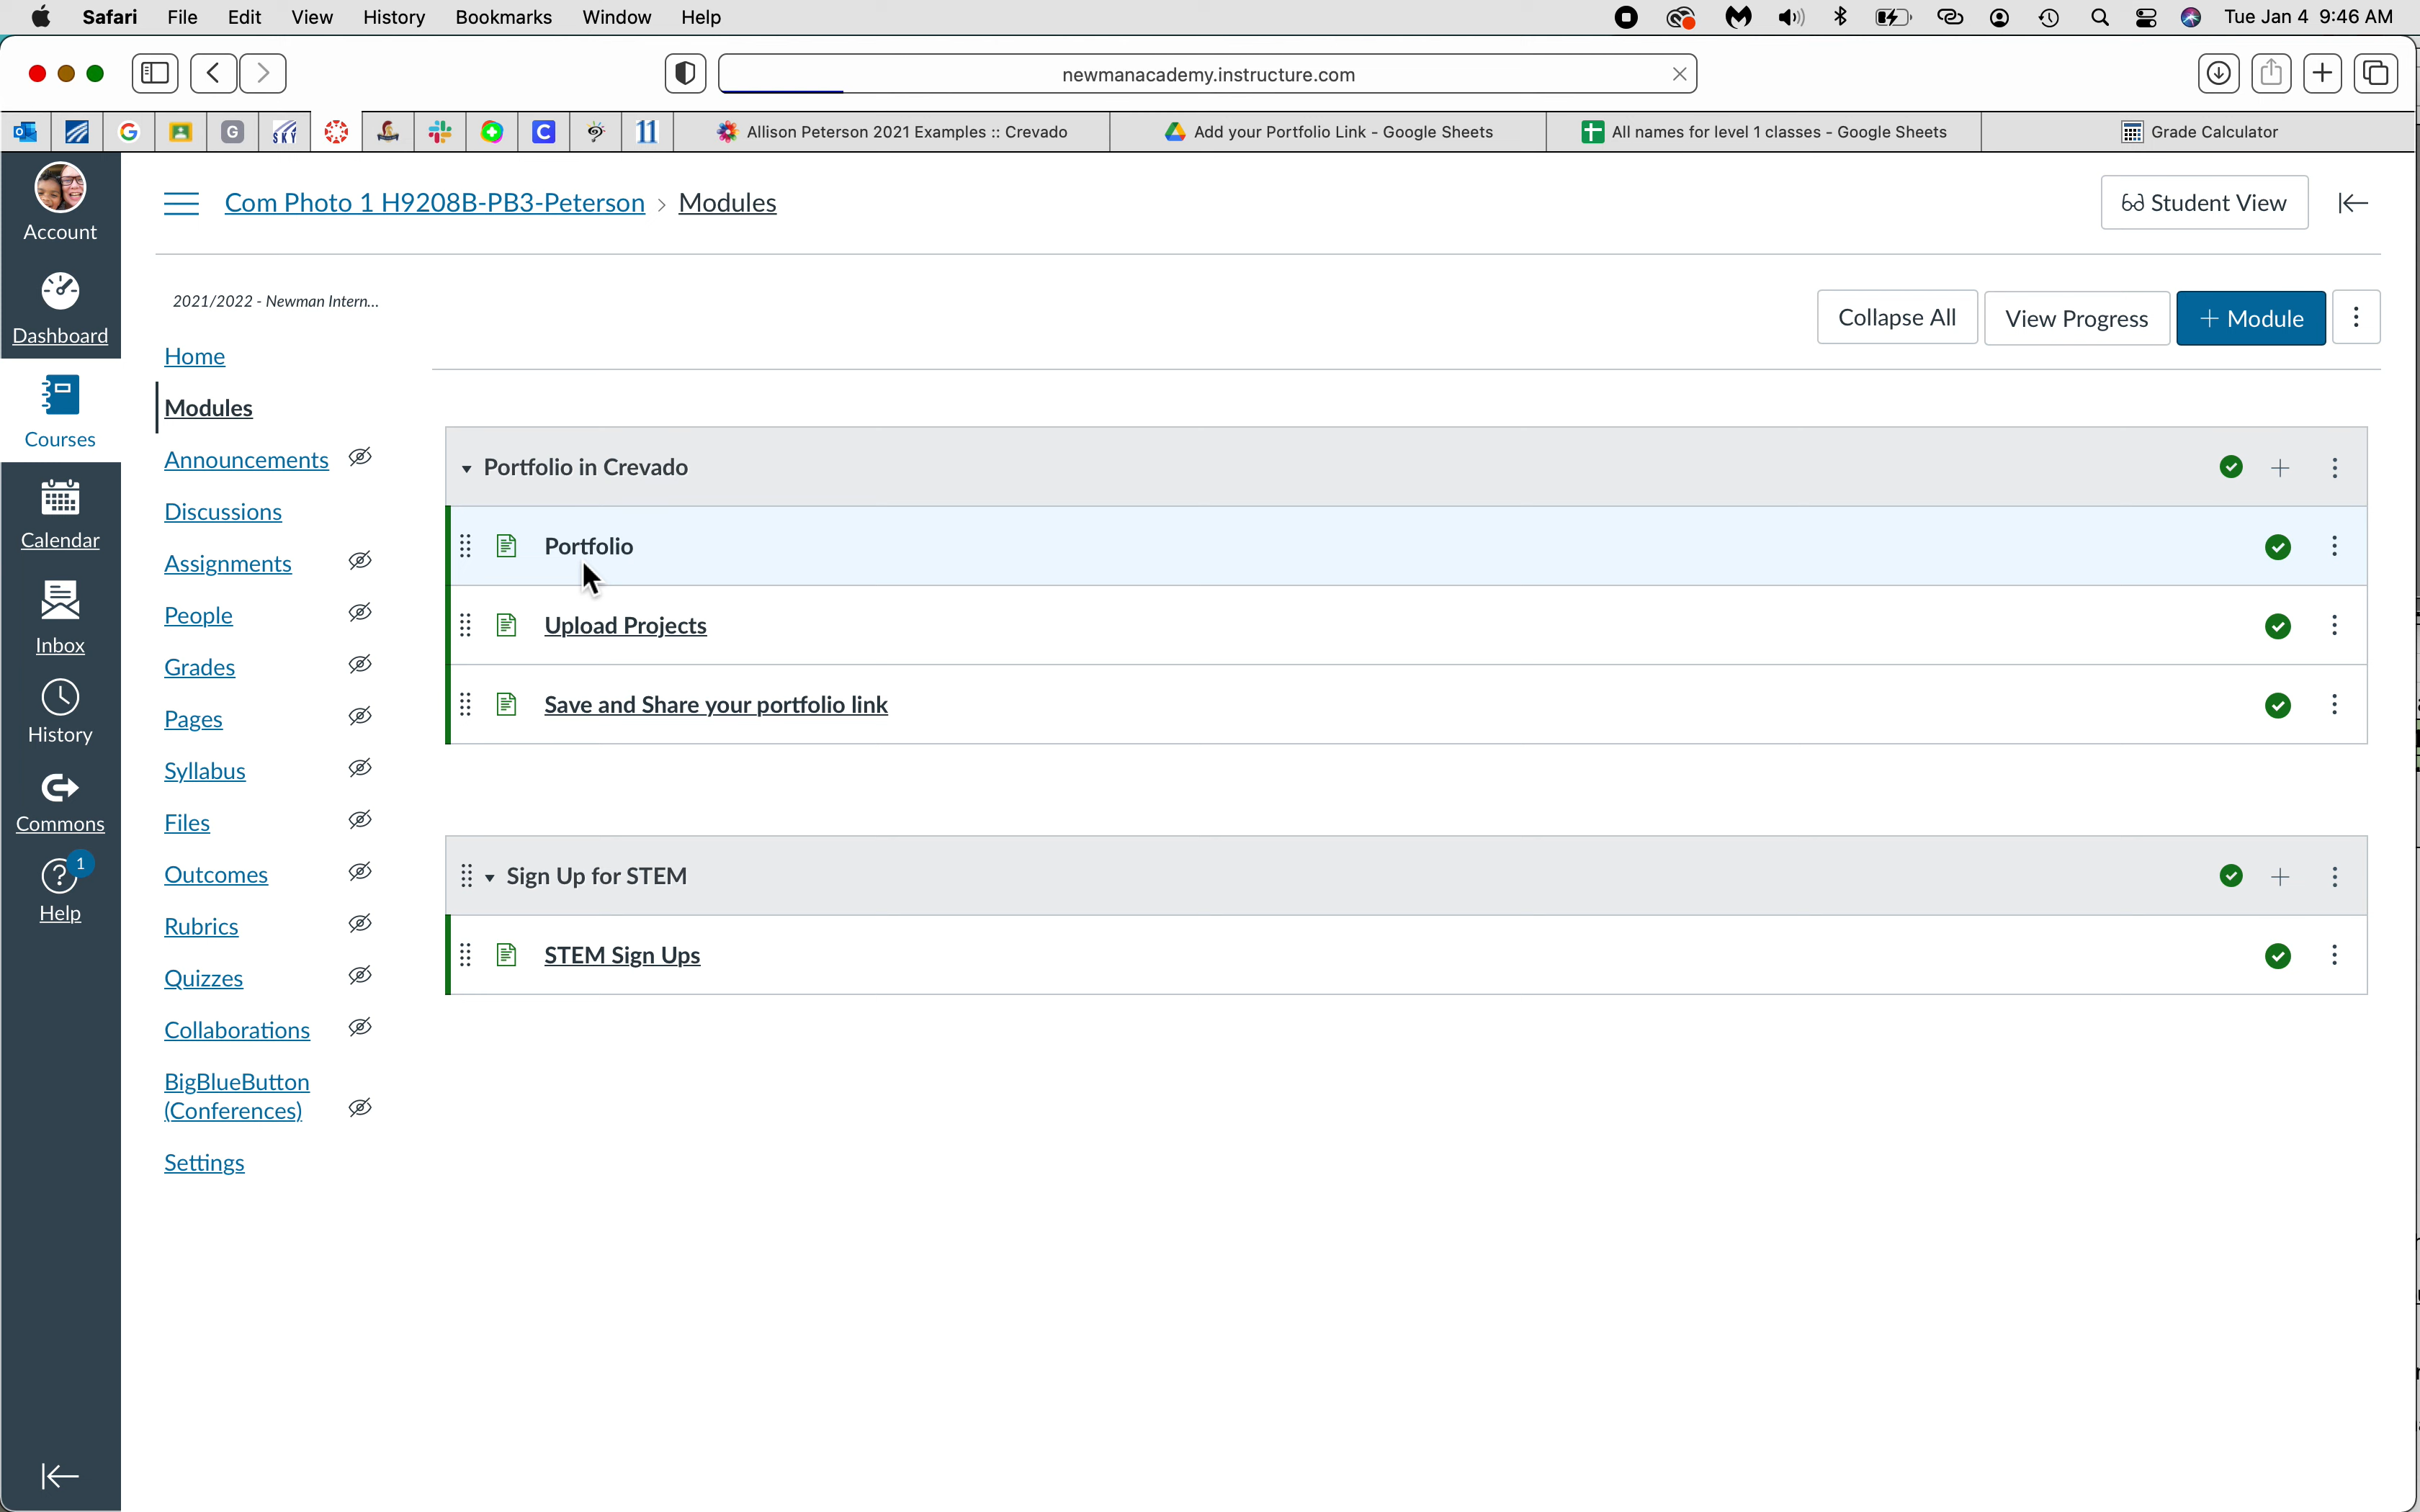 Safari File Edit View History Bookmarks Window Help Tue Jan 4 9:46 AM
newmanacademy.instructure.com
G G SKY C 11 Allison Peterson 2021 Examples :: Crevado Add your Portfolio Link - Google Sheets All names for level 1 classes - Google Sheets Grade Calculator
Account
Dashboard
Courses
Calendar
Inbox
History
Commons
1
Help
Com Photo 1 H9208B-PB3-Peterson > Modules
Student View
2021/2022 - Newman Intern...
Collapse All View Progress + Module
Home
Modules
Announcements
Discussions
Assignments
People
Grades
Pages
Syllabus
Files
Outcomes
Rubrics
Quizzes
Collaborations
BigBlueButton
(Conferences)
Settings
Portfolio in Crevado
Portfolio
Upload Projects
Save and Share your portfolio link
Sign Up for STEM
STEM Sign Ups